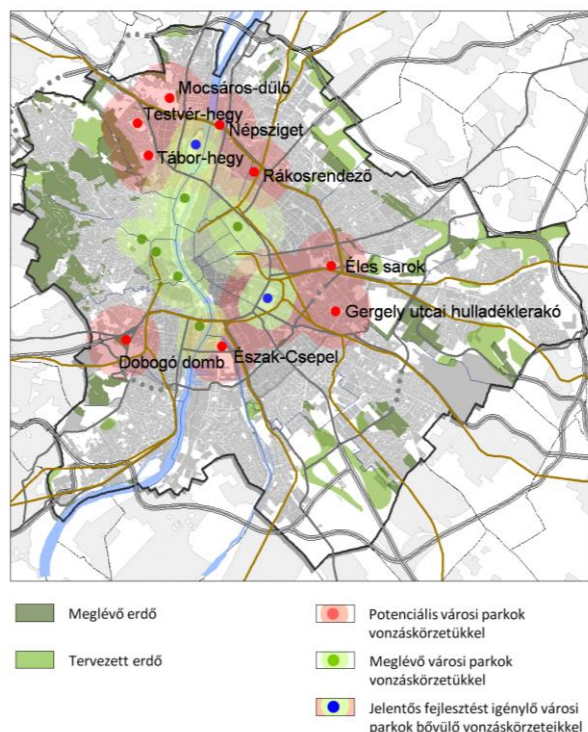 Mocsáros-dűlő
Testvér-hegy
Népsziget
Tábor-hegy
Rákosrendező
Éles sarok
Gergely utcai hulladéklerakó
Dobogó domb
Észak-Csepel
Meglévő erdő
Tervezett erdő
Potenciális városi parkok
vonzáskörzetükkel
Meglévő városi parkok
vonzáskörzetükkel
Jelentős fejlesztést igénylő városi
parkok bővülő vonzáskörzeteikkel